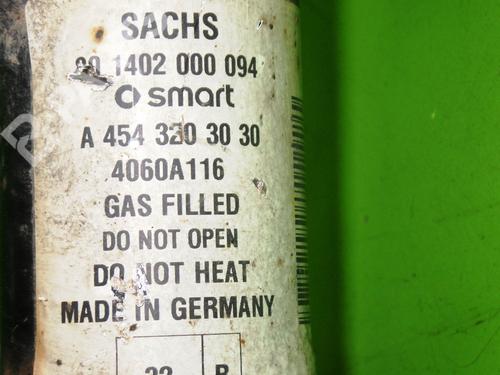 SACHS
1402 000 094
smart
A 454 320 30 30
4060A116
GAS FILLED
DO NOT OPEN
DO NOT HEAT
MADE IN GERMANY
R